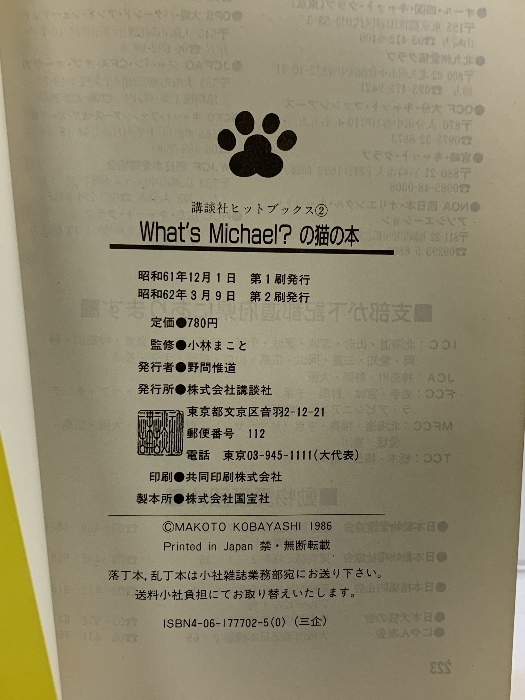 講談社ヒットブックス②
What's Michael? の猫の本
昭和61年12月1日 第1刷発行
昭和62年3月9日 第2刷発行
定価●780円
監修●小林まこと
発行者●野間惟道
発行所●株式会社講談社
東京都文京区音羽2-12-21
郵便番号 112
電話 東京03-945-1111(大代表)
印刷●共同印刷株式会社
製本所●株式会社国宝社
©MAKOTO KOBAYASHI 1986
Printed in Japan 禁・無断転載
落丁本,乱丁本は小社雑誌業務部宛にお送り下さい。
送料小社負担にてお取り替えいたします。
ISBN4-06-177702-5(0) (三企)